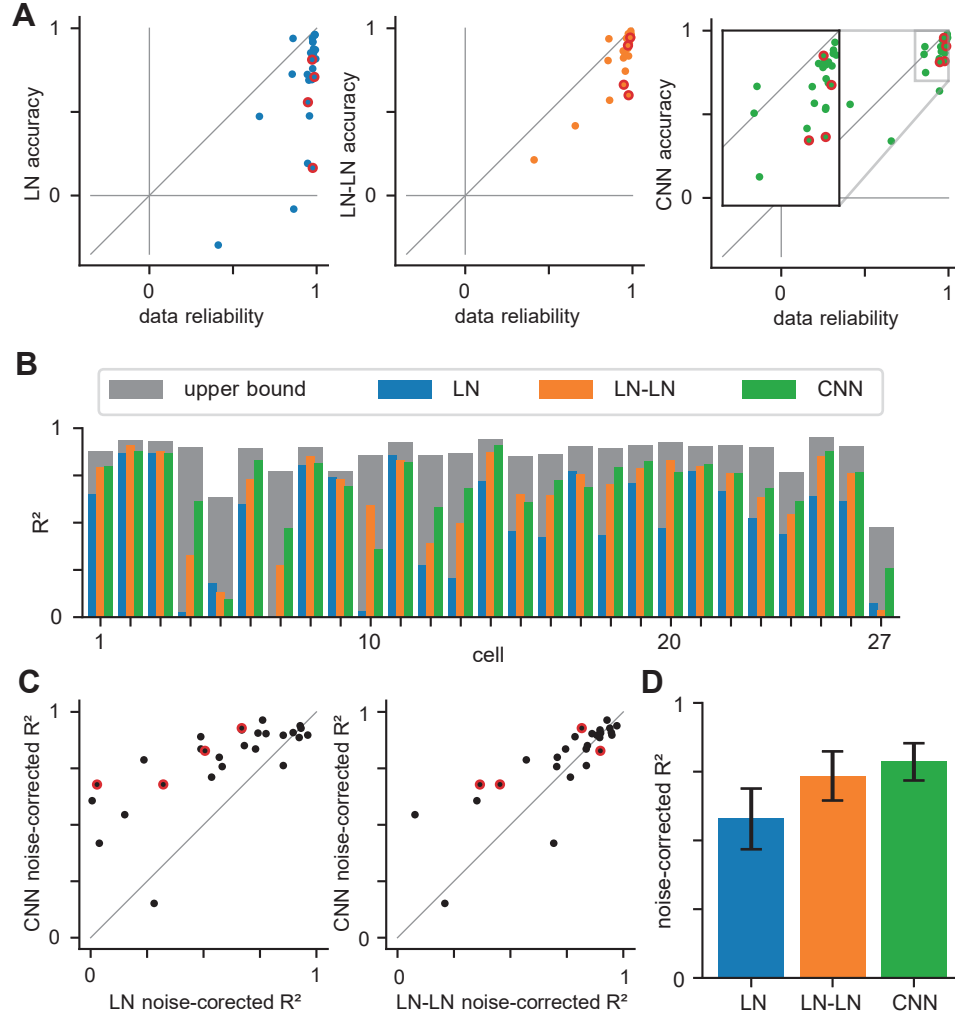 A
1
0
LN accuracy
0
1
data reliability
1
0
LN-LN accuracy
0
1
data reliability
1
0
CNN accuracy
0
1
data reliability
B
upper bound
LN
LN-LN
CNN
1
0
R²
1
10
20
27
cell
C
1
0
CNN noise-corrected R²
0
1
LN noise-corrected R²
1
0
CNN noise-corrected R²
0
1
LN-LN noise-corrected R²
D
1
0
noise-corrected R²
LN
LN-LN
CNN